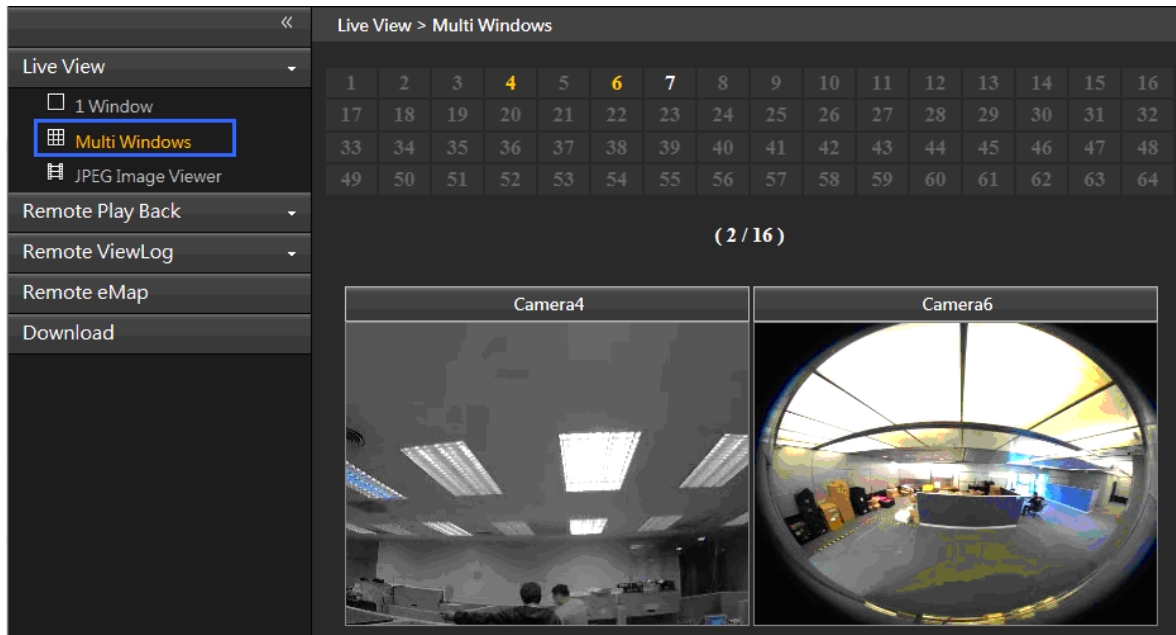 «
Live View > Multi Windows
Live View
1 Window
Multi Windows
JPEG Image Viewer
Remote Play Back
Remote ViewLog
Remote eMap
Download
1 2 3 4 5 6 7 8 9 10 11 12 13 14 15 16
17 18 19 20 21 22 23 24 25 26 27 28 29 30 31 32
33 34 35 36 37 38 39 40 41 42 43 44 45 46 47 48
49 50 51 52 53 54 55 56 57 58 59 60 61 62 63 64
( 2 / 16 )
Camera4
Camera6